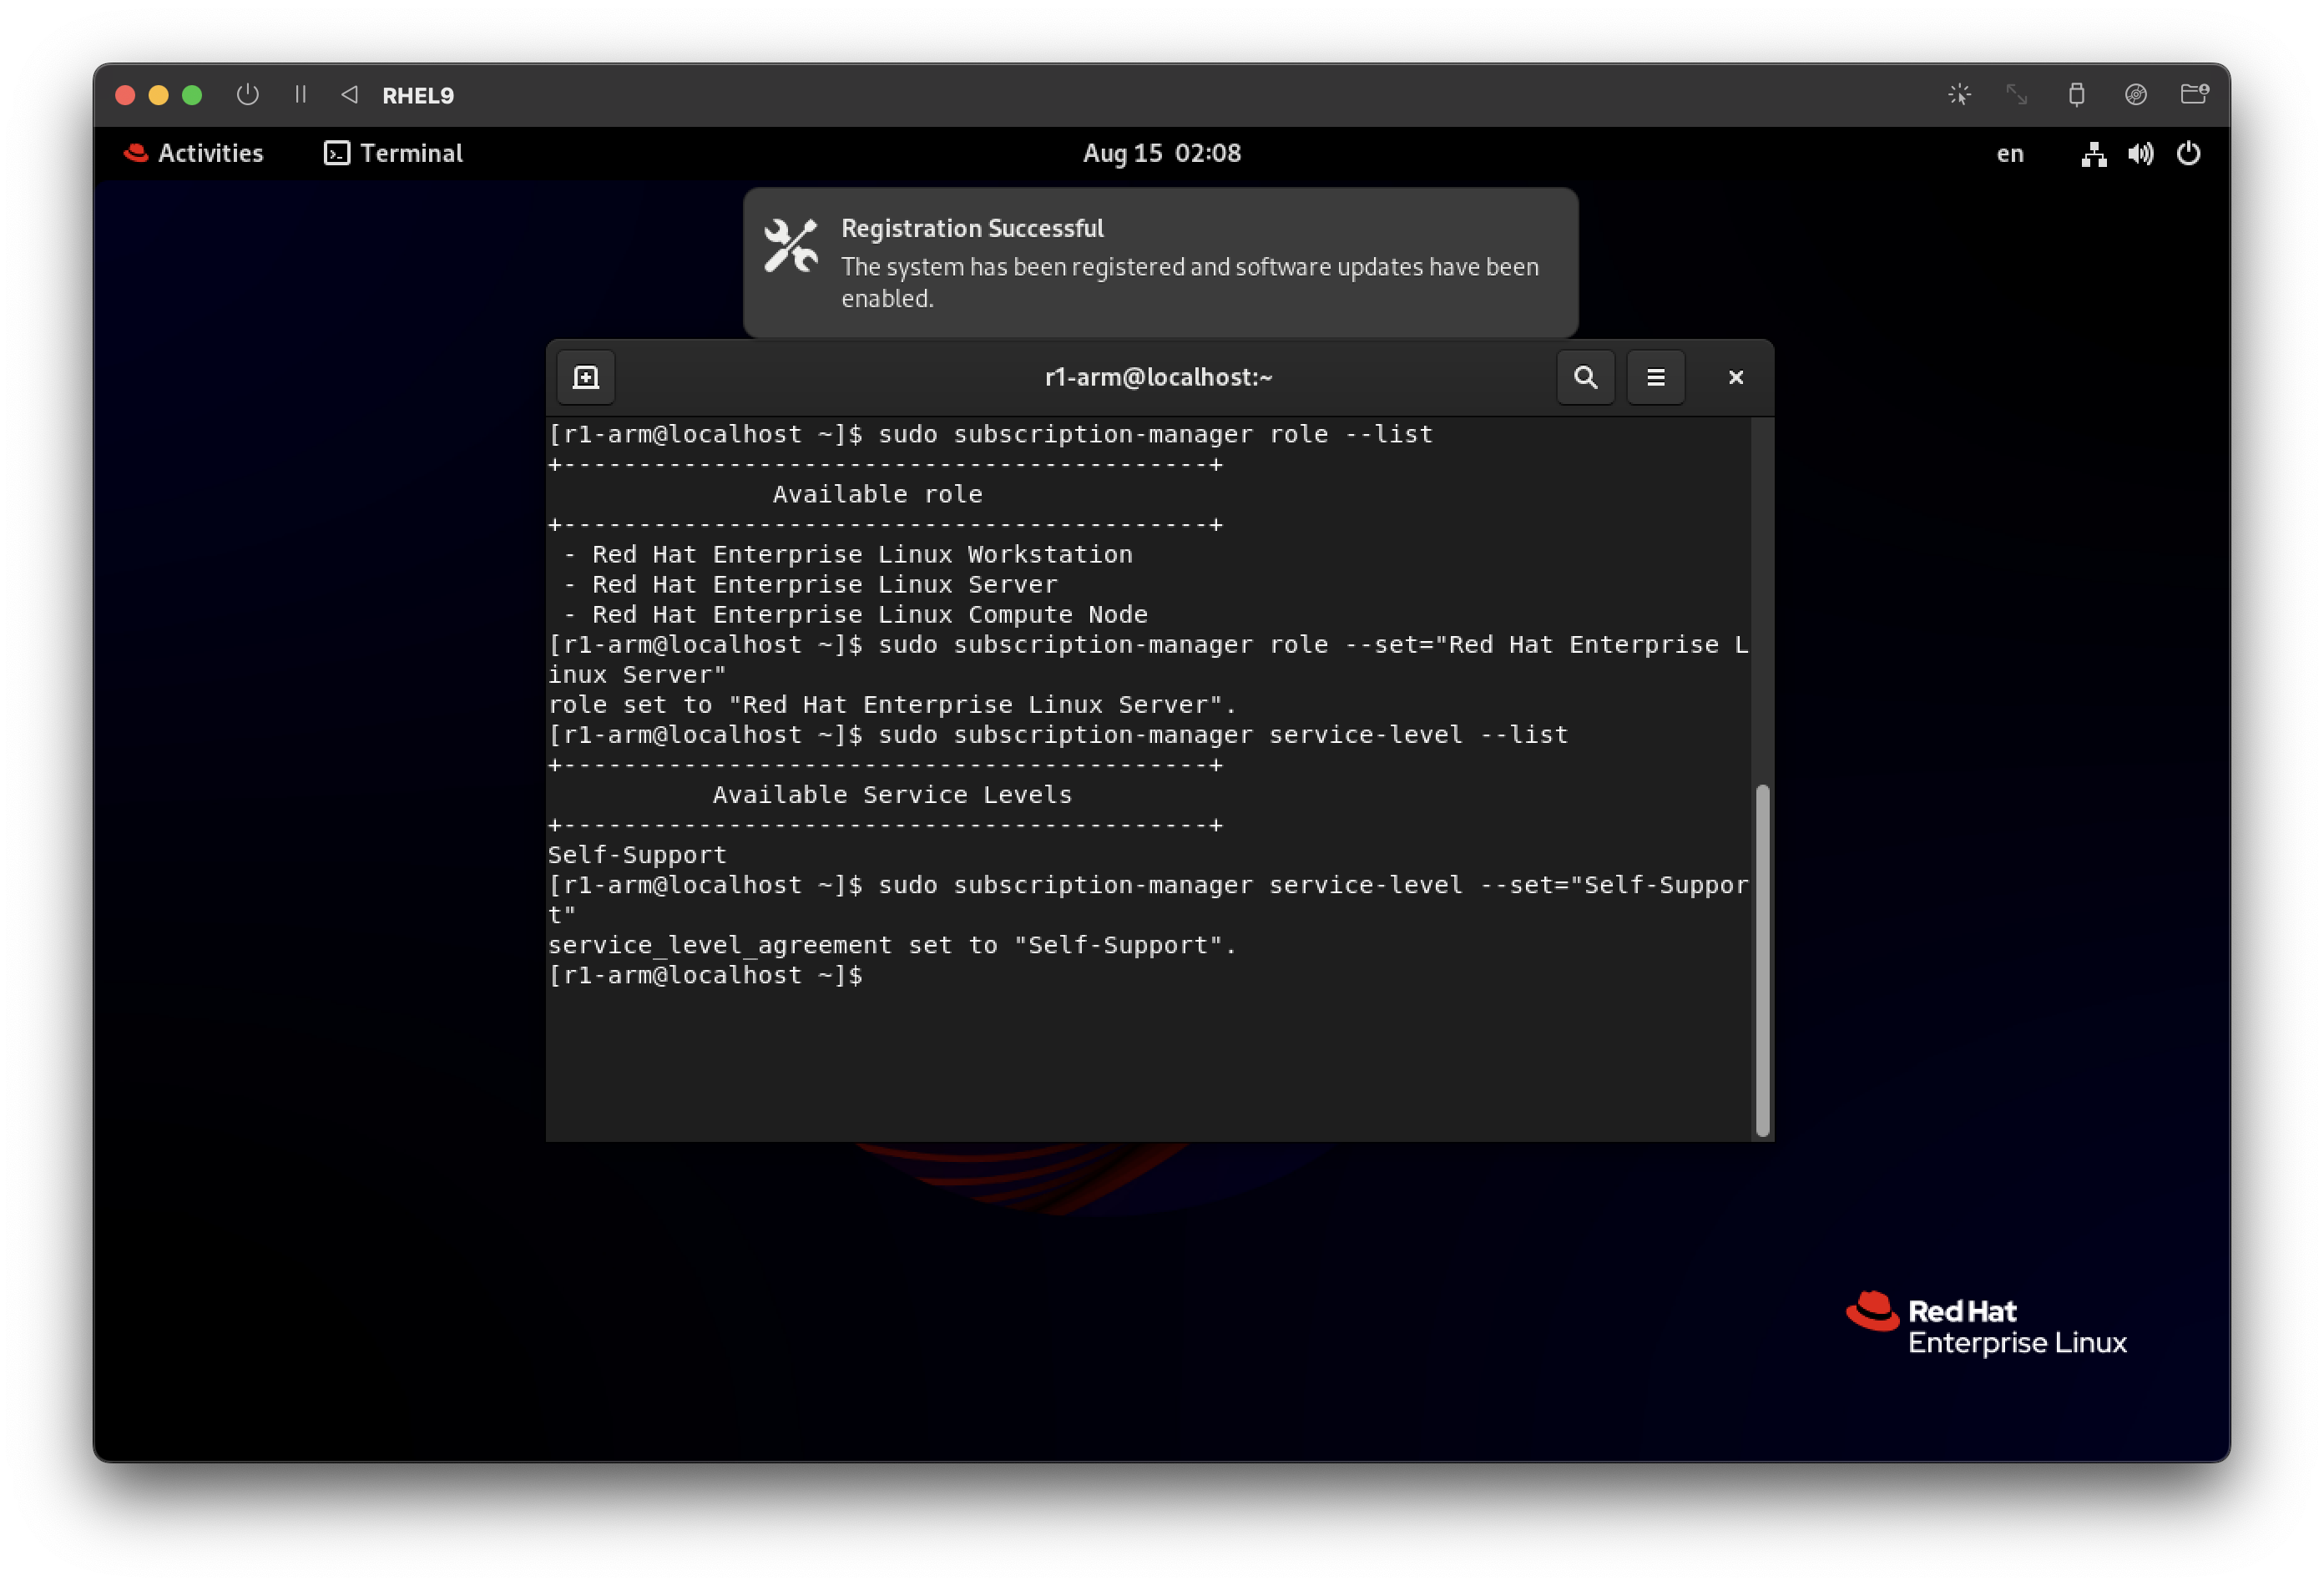 RHEL9
Activities Terminal Aug 15 02:08 en
Registration Successful
The system has been registered and software updates have been
enabled.
r1-arm@localhost:~
[r1-arm@localhost ~]$ sudo subscription-manager role --list
+-------------------------------------------+
Available role
+-------------------------------------------+
- Red Hat Enterprise Linux Workstation
- Red Hat Enterprise Linux Server
- Red Hat Enterprise Linux Compute Node
[r1-arm@localhost ~]$ sudo subscription-manager role --set="Red Hat Enterprise L
inux Server"
role set to "Red Hat Enterprise Linux Server".
[r1-arm@localhost ~]$ sudo subscription-manager service-level --list
+-------------------------------------------+
Available Service Levels
+-------------------------------------------+
Self-Support
[r1-arm@localhost ~]$ sudo subscription-manager service-level --set="Self-Suppor
t"
service_level_agreement set to "Self-Support".
[r1-arm@localhost ~]$
Red Hat
Enterprise Linux